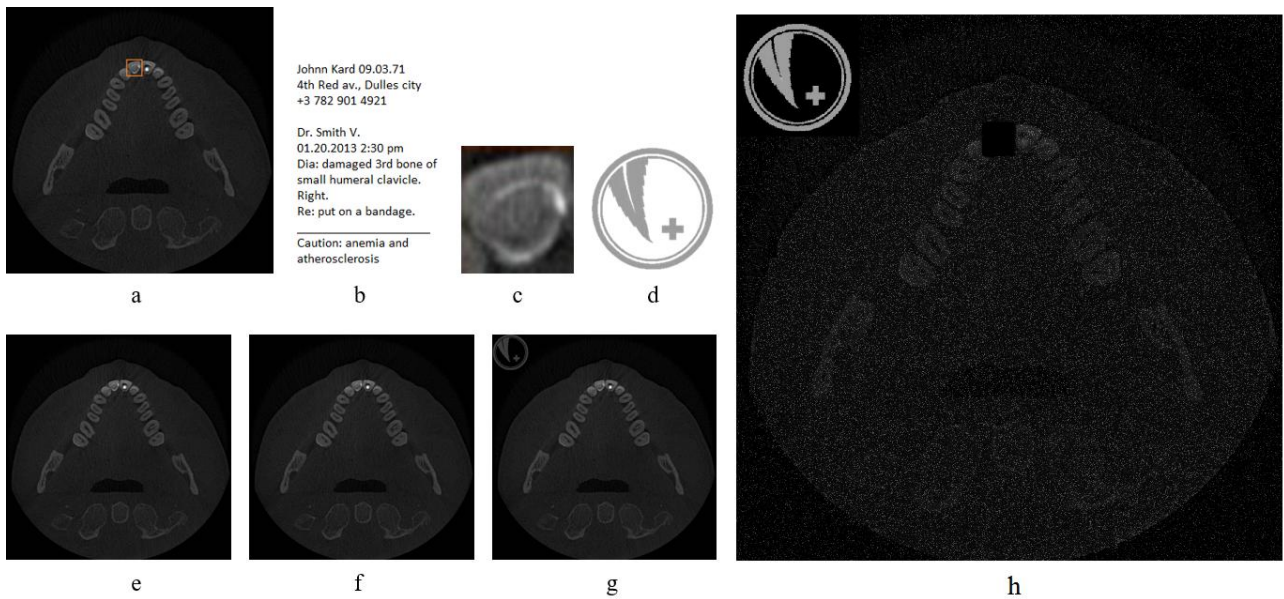 Johnn Kard 09.03.71
4th Red av., Dulles city
+3 782 901 4921
Dr. Smith V.
01.20.2013 2:30 pm
Dia: damaged 3rd bone of
small humeral clavicle.
Right.
Re: put on a bandage.
Caution: anemia and
atherosclerosis
a
b
c
d
e
f
g
h